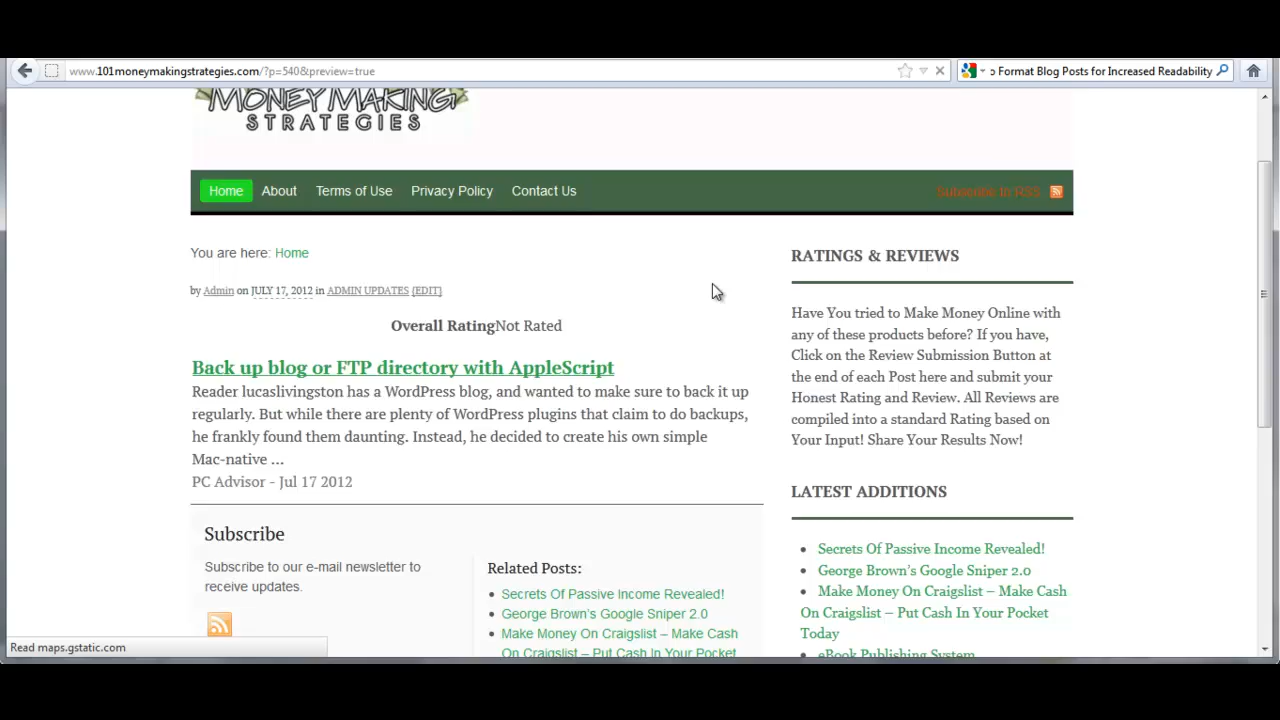 www.101moneymakingstrategies.com/?p=540&preview=true
ɔ Format Blog Posts for Increased Readability
MONEY MAKING
STRATEGIES
Home
About
Terms of Use
Privacy Policy
Contact Us
Subscribe to RSS
You are here: Home
by Admin on JULY 17, 2012 in ADMIN UPDATES {EDIT}
Overall RatingNot Rated
Back up blog or FTP directory with AppleScript
Reader lucaslivingston has a WordPress blog, and wanted to make sure to back it up
regularly. But while there are plenty of WordPress plugins that claim to do backups,
he frankly found them daunting. Instead, he decided to create his own simple
Mac-native ...
PC Advisor - Jul 17 2012
Subscribe
Subscribe to our e-mail newsletter to
receive updates.
Related Posts:
Secrets Of Passive Income Revealed!
George Brown's Google Sniper 2.0
Make Money On Craigslist – Make Cash
On Craigslist – Put Cash In Your Pocket
RATINGS & REVIEWS
Have You tried to Make Money Online with
any of these products before? If you have,
Click on the Review Submission Button at
the end of each Post here and submit your
Honest Rating and Review. All Reviews are
compiled into a standard Rating based on
Your Input! Share Your Results Now!
LATEST ADDITIONS
Secrets Of Passive Income Revealed!
George Brown's Google Sniper 2.0
Make Money On Craigslist – Make Cash
On Craigslist – Put Cash In Your Pocket
Today
eBook Publishing System
Read maps.gstatic.com